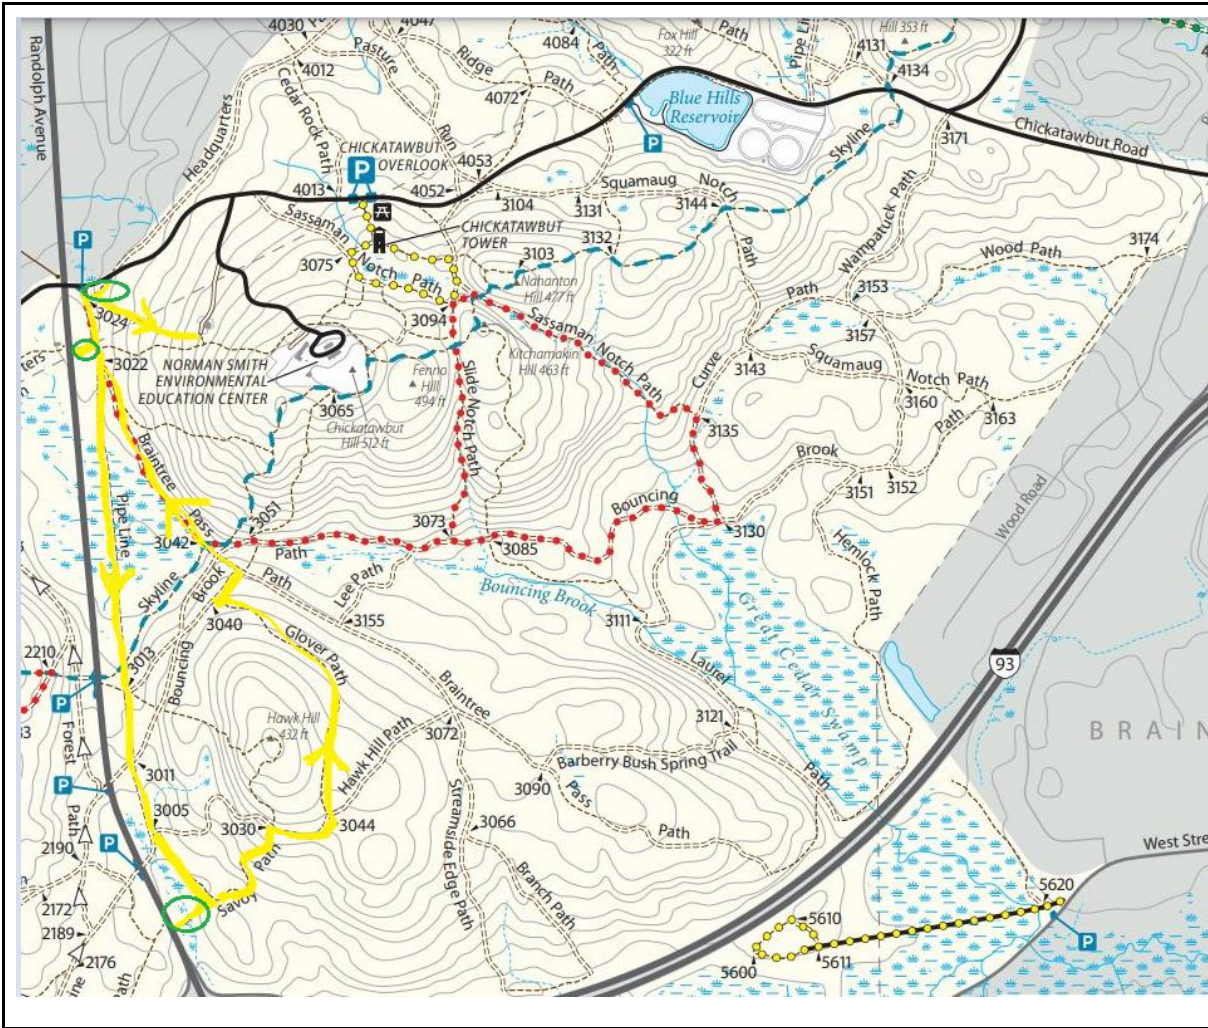 4030
4047
4084
Path
Fox Hill
322 ft
Path
Pipe Lin
Hill 353 ft
4131
4134
Randolph Avenue
4012
Pasture
Ridge
Path
4072
Cedar Rock Path
Run
Headquarters
Blue Hills
Reservoir
P
Skyline
3171
Chickatawbut Road
CHICKATAWBUT
OVERLOOK
P
4053
4013
4052
Squamaug
Notch
3104
3131
3144
Sassaman
CHICKATAWBUT
TOWER
3132
P
3075
Notch Path
3103
Path
Wampatuck Path
Wood Path
3174
Nahanton
Hill 477 ft
3024
3094
Sassaman Notch Path
Path
3153
3157
ters
3022
NORMAN SMITH
ENVIRONMENTAL
EDUCATION CENTER
Kitchamakin
Hill 463 ft
Fenno
Hill
494 ft
Slide Notch Path
Curve
3143
Squamaug
Notch Path
3065
Chickatawbut
Hill 512 ft
3160
3163
Path
3135
Braintree
Brook
3151
3152
Wood Road
Pipe Line
Pass
3051
Bouncing
3073
3042
Path
3085
3130
Hemlock Path
Skyline
Brook
Path
Lee Path
Bouncing Brook
3040
3155
3111
Great Cedar Swamp
Glover Path
2210
3013
Bouncing
Laurel
93
P
Forest
Hawk Hill
432 ft
Braintree
3121
BRAIN
3072
Hawk Hill Path
Barberry Bush Spring Trail
3011
P
3090
Pass
Path
3005
Path
3030
3044
Streamside Edge Path
3066
Path
P
2190
Path
West Stre
Savoy
Branch Path
5620
2172
2189
5610
P
2176
5600
5611
ine
ath